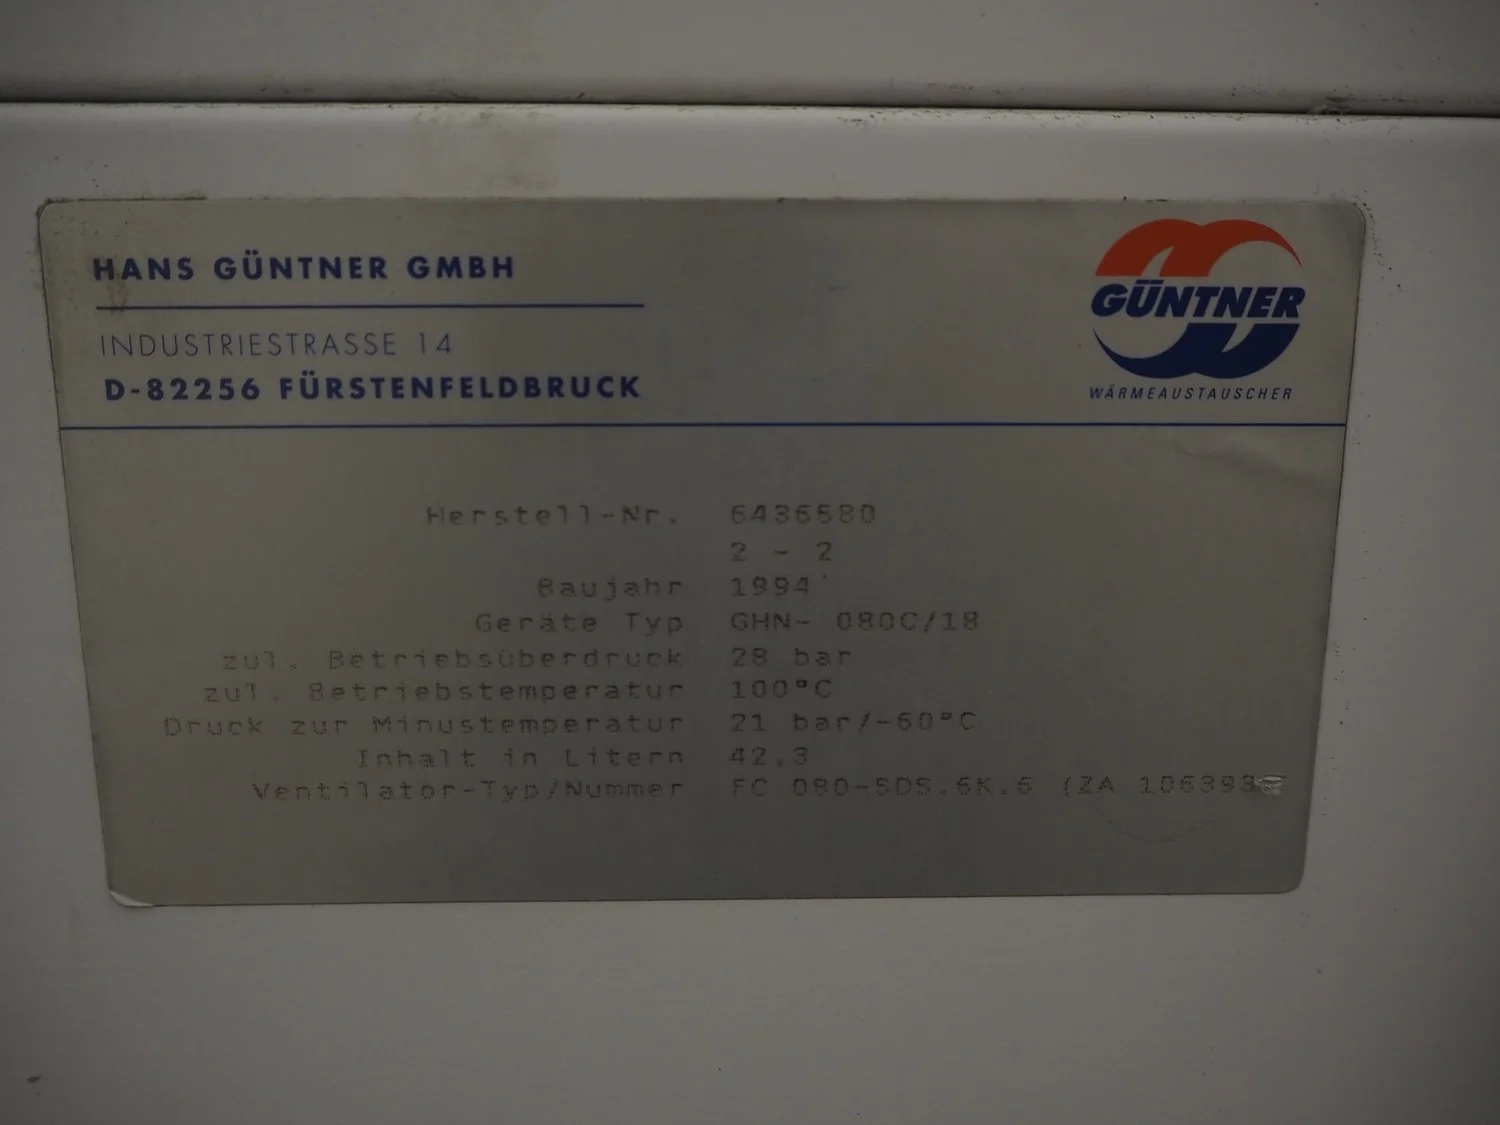 HANS GÜNTNER GMBH
INDUSTRIESTRASSE 14
D-82256 FÜRSTENFELDBRUCK
GÜNTNER
WÄRMEAUSTAUSCHER
Herstell-Nr. 6436580
2 - 2
Baujahr 1994
Geräte Typ GHN- 080C/18
zul. Betriebsüberdruck 28 bar
zul. Betriebstemperatur 100°C
Druck zur Minustemperatur 21 bar/-60°C
Inhalt in Litern 42,3
Ventilator-Typ/Nummer FC 080-SDS.6K.6 (ZA